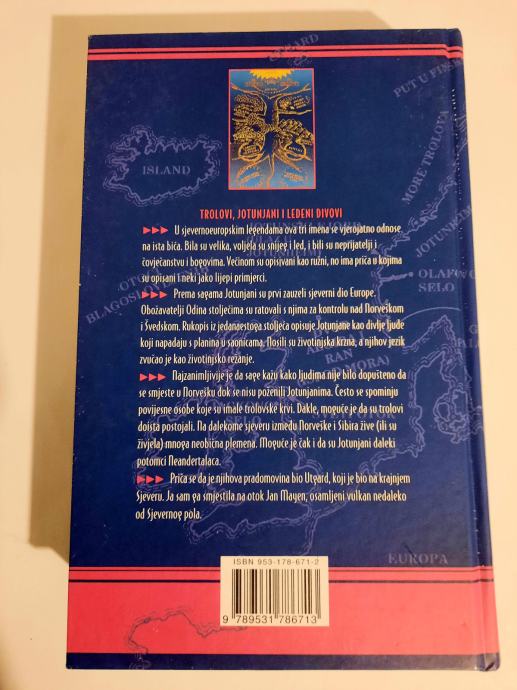 PUT U FINSK
MORE TROLOVA
ISLAND
TROLOVI, JOTUNJANI I LEDENI DIVOVI
U sjevernoeuropskim legendama ova tri imena se vjerojatno odnose
na ista bića. Bila su velika, voljela su snijeg i led, i bili su neprijatelji i
čovječanstvu i bogovima. Većinom su opisivani kao ružni, no ima priča u kojima
su opisani i neki kao lijepi primjerci.
Prema sagama Jotunjani su prvi zauzeli sjeverni dio Europe.
Obožavatelji Odina stoljećima su ratovali s njima za kontrolu nad Norveškom
i Švedskom. Rukopis iz jedanaestoga stoljeća opisuje Jotunjane kao divlje ljude
koji napadaju s planina u saonicama. Nosili su životinjska krzna, a njihov jezik
zvučao je kao životinjsko režanje.
Najzanimljivije je da sage kažu kako ljudima nije bilo dopušteno da
se smjeste u Norvešku dok se nisu poženili Jotunjanima. Često se spominju
povijesne osobe koje su imale trolovske krvi. Dakle, moguće je da su trolovi
doista postojali. Na dalekome sjeveru između Norveške i Sibira žive (ili su
živjela) mnoga neobična plemena. Moguće je čak i da su Jotunjani daleki
potomci Neandertalaca.
Priča se da je njihova pradomovina bio Utgard, koji je bio na krajnjem
Sjeveru. Ja sam ga smjestila na otok Jan Mayen, osamljeni vulkan nedaleko
od Sjevernog pola.
OLAFOVO
SELO
BLAGOSLOV
EUROPA
ISBN 953-178-671-2
9 789531 786713